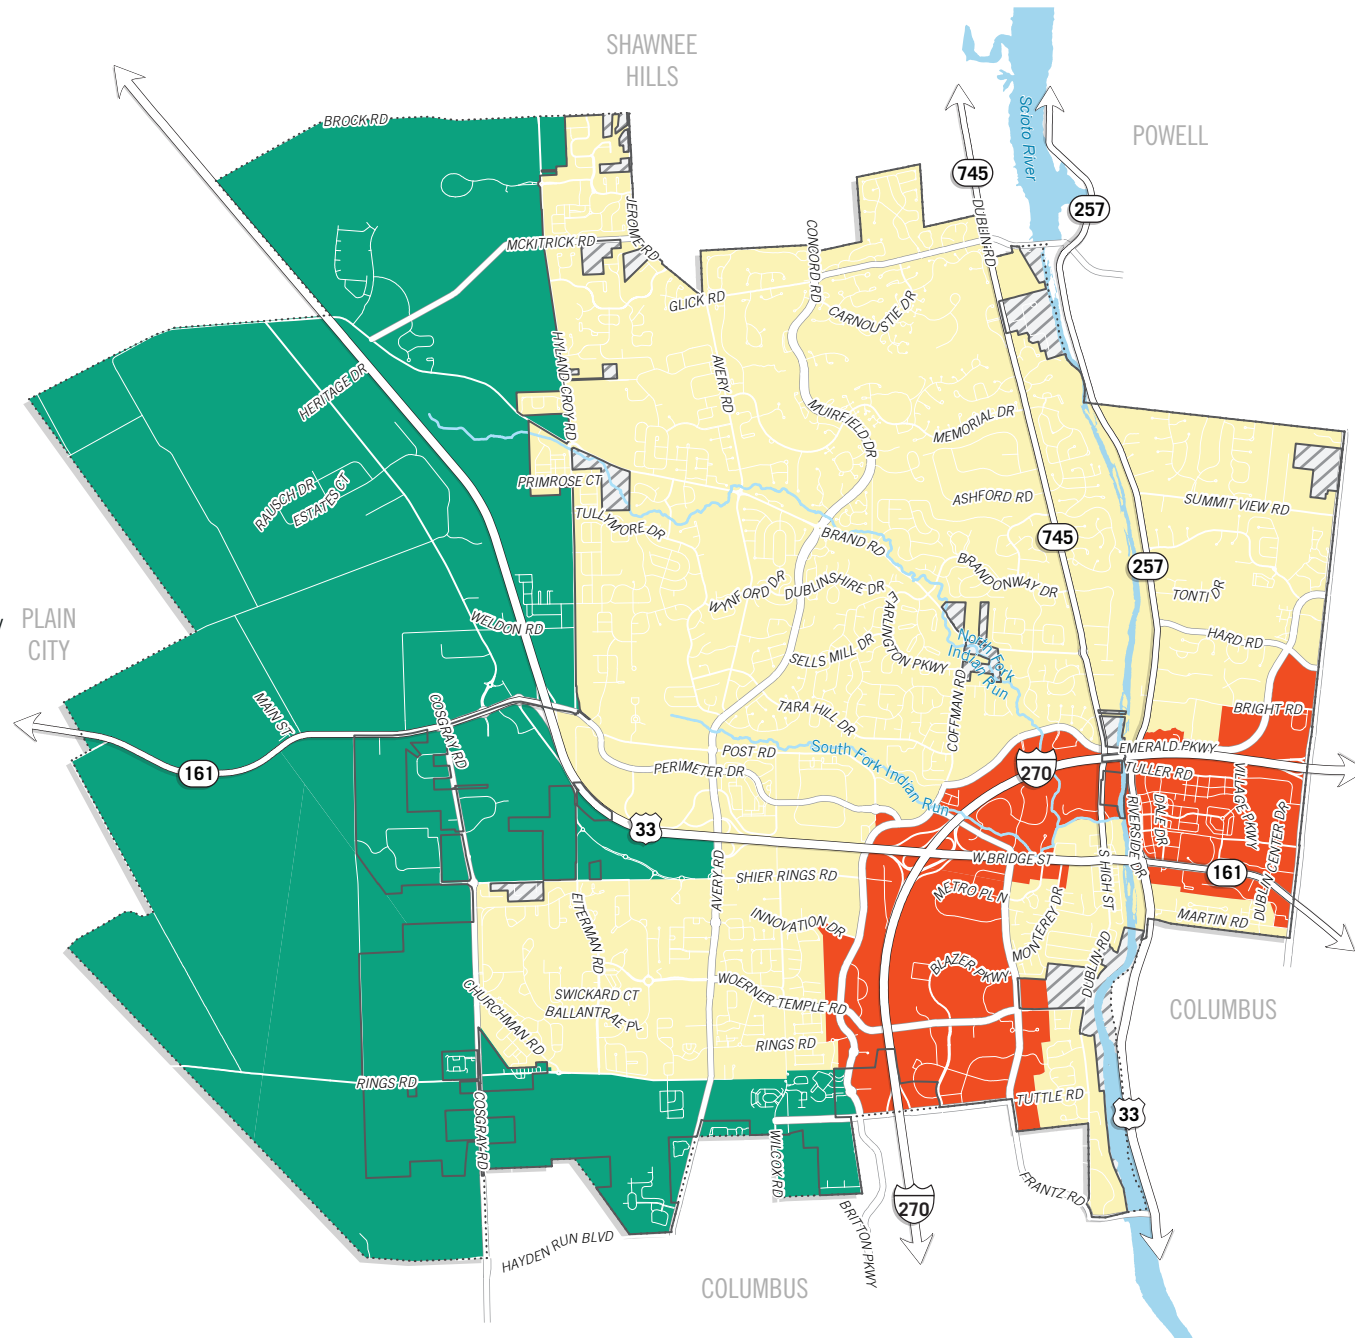 SHAWNEE
HILLS
POWELL
BROCK RD
Scioto River
745
257
JEROME RD
DUBLIN RD
CONCORD RD
MCKITRICK RD
GLICK RD
CARNOUSTIE DR
HYLAND-CROY RD
AVERY RD
HERITAGE DR
MUIRFIELD DR
MEMORIAL DR
PRIMROSE CT
RAUSCH DR
ESTATES CT
ASHFORD RD
SUMMIT VIEW RD
TULLYMORE DR
BRAND RD
745
257
BRANDONWAY DR
WYNFORD DR
DUBLINSHIRE DR
TONTI DR
EARLINGTON PKWY
PLAIN
CITY
WELDON RD
HARD RD
SELLS MILL DR
North Fork
Indian Run
COFFMAN RD
MAIN ST
COSGRAY RD
TARA HILL DR
BRIGHT RD
POST RD
South Fork Indian Run
EMERALD PKWY
161
PERIMETER DR
270
TULLER RD
VILLAGE PKWY
DALE DR
RIVERSIDE DR
33
DUBLIN CENTER DR
W BRIDGE ST
S HIGH ST
161
AVERY RD
SHIER RINGS RD
METRO PL N
EITERMAN RD
INNOVATION DR
MONTEREY DR
MARTIN RD
BLAZER PKWY
DUBLIN RD
CHURCHMAN RD
SWICKARD CT
BALLANTRAE PL
WOERNER TEMPLE RD
COLUMBUS
RINGS RD
RINGS RD
TUTTLE RD
33
COSGRAY RD
WILCOX RD
FRANTZ RD
270
BRITTON PKWY
HAYDEN RUN BLVD
COLUMBUS